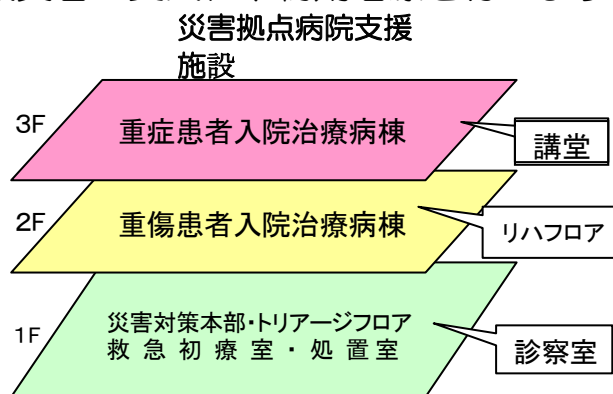 災害拠点病院支援
施設
3F
重症患者入院治療病棟
講堂
2F
重傷患者入院治療病棟
リハフロア
1F
災害対策本部・トリアージフロア
救急初療室・処置室
診察室